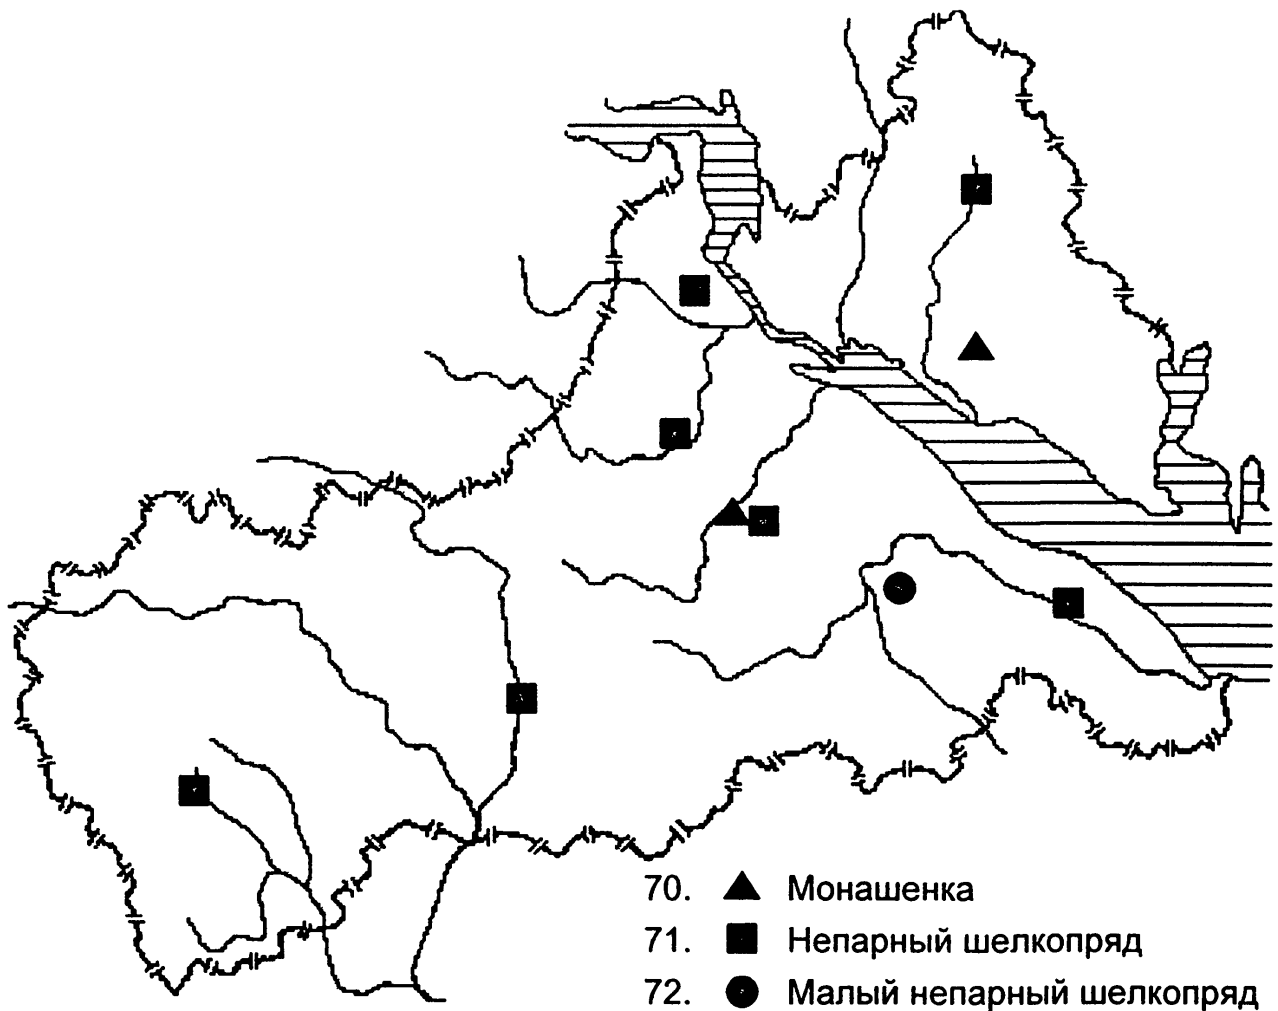 70. Монашенка
71. Непарный шелкопряд
72. Малый непарный шелкопряд